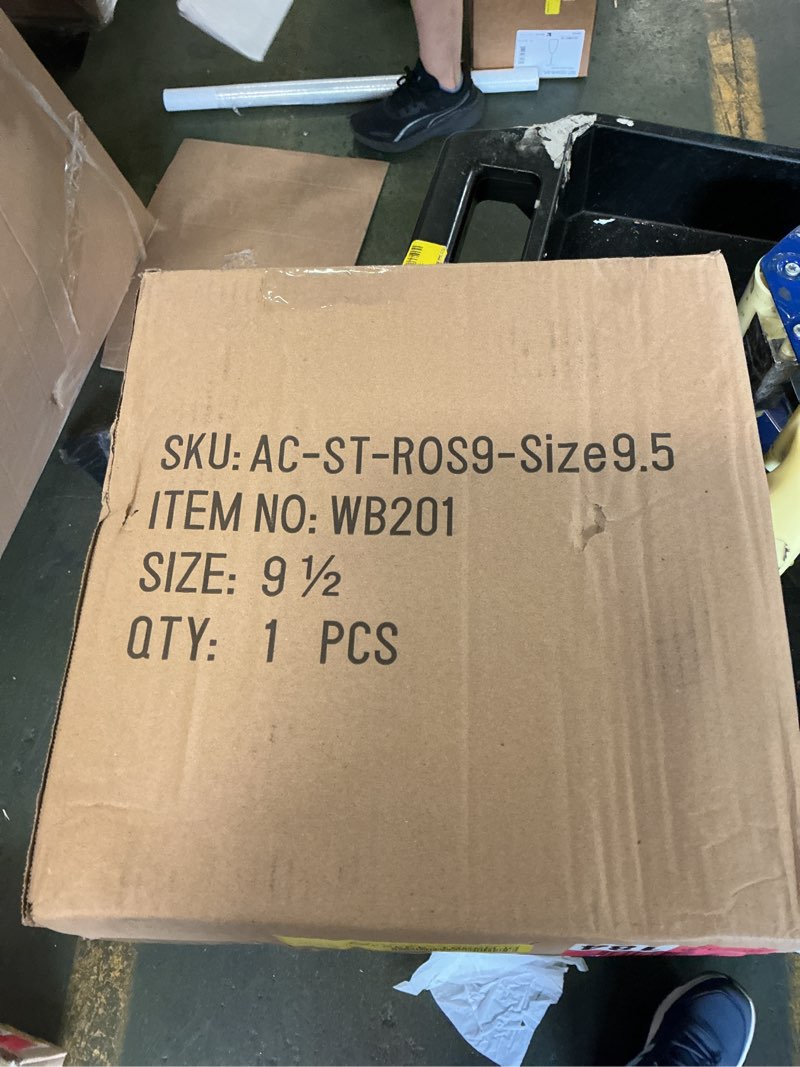 SKU: AC-ST-ROS9-Size9.5
ITEM NO: WB201
SIZE: 9 ½
QTY: 1 PCS